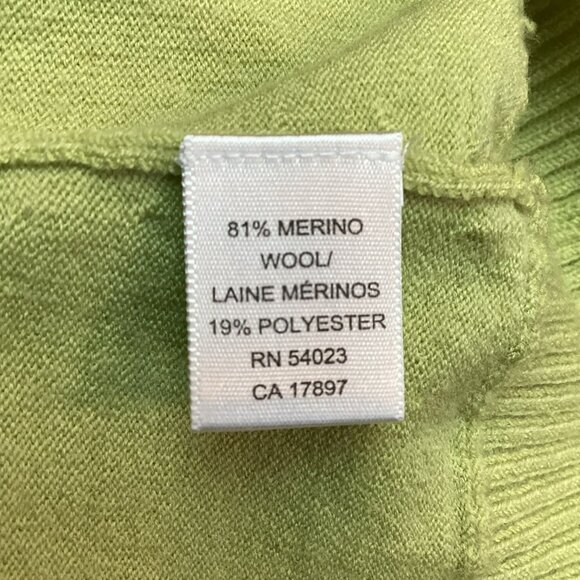 81% MERINO
WOOL/
LAINE MÉRINOS
19% POLYESTER
RN 54023
CA 17897